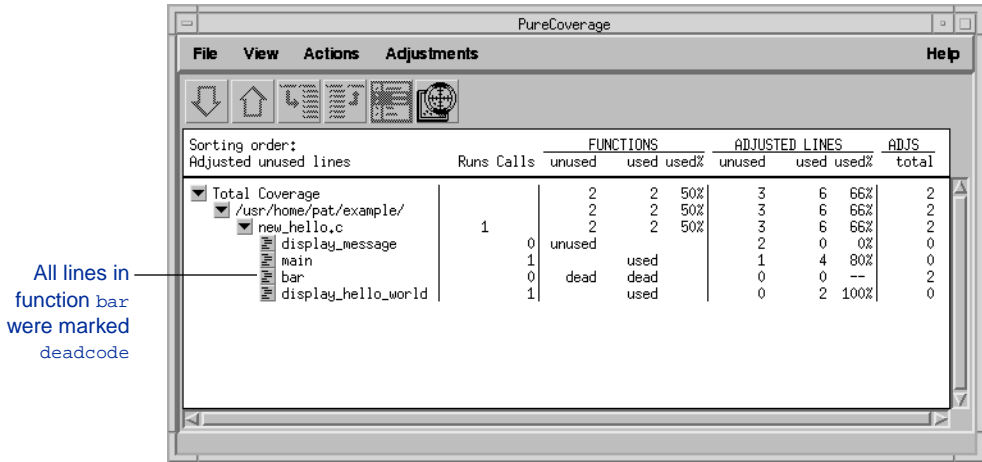 PureCoverage
File View Actions Adjustments Help
Sorting order: FUNCTIONS ADJUSTED LINES ADJS
Adjusted unused lines Runs Calls unused used used% unused used used% total
Total Coverage 2 2 50% 3 6 66% 2
/usr/home/pat/example/ 2 2 50% 3 6 66% 2
new_hello.c 1 2 2 50% 3 6 66% 2
display_message 0 unused 2 0 0% 0
main 1 used 1 4 80% 0
bar 0 dead dead 0 0 -- 2
display_hello_world 1 used 0 2 100% 0
All lines in
function bar
were marked
deadcode